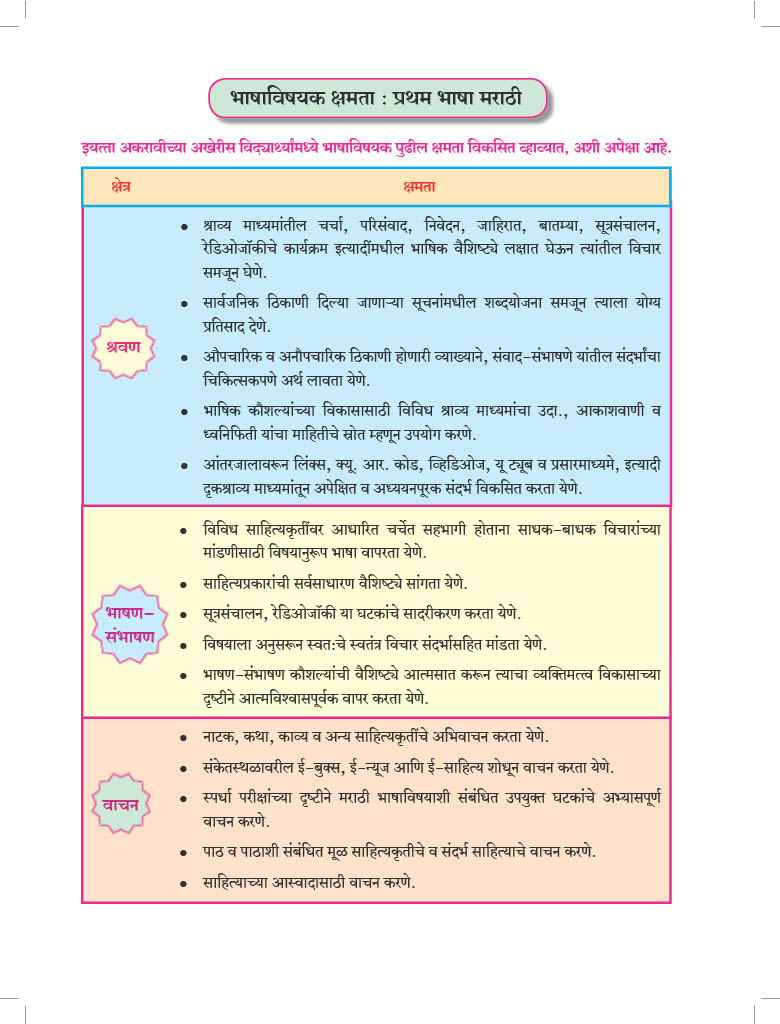 भाषाविषयक क्षमता : प्रथम भाषा मराठी
इयत्ता अकरावीच्या अखेरीस विद्यार्थ्यांमध्ये भाषाविषयक पुढील क्षमता विकसित व्हाव्यात, अशी अपेक्षा आहे.
क्षेत्र क्षमता
श्रवण
• श्राव्य माध्यमांतील चर्चा, परिसंवाद, निवेदन, जाहिरात, बातम्या, सूत्रसंचालन,
रेडिओजॉकीचे कार्यक्रम इत्यादींमधील भाषिक वैशिष्ट्ये लक्षात घेऊन त्यांतील विचार
समजून घेणे.
• सार्वजनिक ठिकाणी दिल्या जाणाऱ्या सूचनांमधील शब्दयोजना समजून त्याला योग्य
प्रतिसाद देणे.
• औपचारिक व अनौपचारिक ठिकाणी होणारी व्याख्याने, संवाद-संभाषणे यांतील संदर्भांचा
चिकित्सकपणे अर्थ लावता येणे.
• भाषिक कौशल्यांच्या विकासासाठी विविध श्राव्य माध्यमांचा उदा., आकाशवाणी व
ध्वनिफिती यांचा माहितीचे स्रोत म्हणून उपयोग करणे.
• आंतरजालावरून लिंक्स, क्यू. आर. कोड, व्हिडिओज, यू ट्यूब व प्रसारमाध्यमे, इत्यादी
दृकश्राव्य माध्यमांतून अपेक्षित व अध्ययनपूरक संदर्भ विकसित करता येणे.
भाषण-
संभाषण
• विविध साहित्यकृतींवर आधारित चर्चेत सहभागी होताना साधक-बाधक विचारांच्या
मांडणीसाठी विषयानुरूप भाषा वापरता येणे.
• साहित्यप्रकारांची सर्वसाधारण वैशिष्ट्ये सांगता येणे.
• सूत्रसंचालन, रेडिओजॉकी या घटकांचे सादरीकरण करता येणे.
• विषयाला अनुसरून स्वत:चे स्वतंत्र विचार संदर्भासहित मांडता येणे.
• भाषण-संभाषण कौशल्यांची वैशिष्ट्ये आत्मसात करून त्याचा व्यक्तिमत्त्व विकासाच्या
दृष्टीने आत्मविश्वासपूर्वक वापर करता येणे.
वाचन
• नाटक, कथा, काव्य व अन्य साहित्यकृतींचे अभिवाचन करता येणे.
• संकेतस्थळावरील ई-बुक्स, ई-न्यूज आणि ई-साहित्य शोधून वाचन करता येणे.
• स्पर्धा परीक्षांच्या दृष्टीने मराठी भाषाविषयाशी संबंधित उपयुक्त घटकांचे अभ्यासपूर्ण
वाचन करणे.
• पाठ व पाठाशी संबंधित मूळ साहित्यकृतीचे व संदर्भ साहित्याचे वाचन करणे.
• साहित्याच्या आस्वादासाठी वाचन करणे.